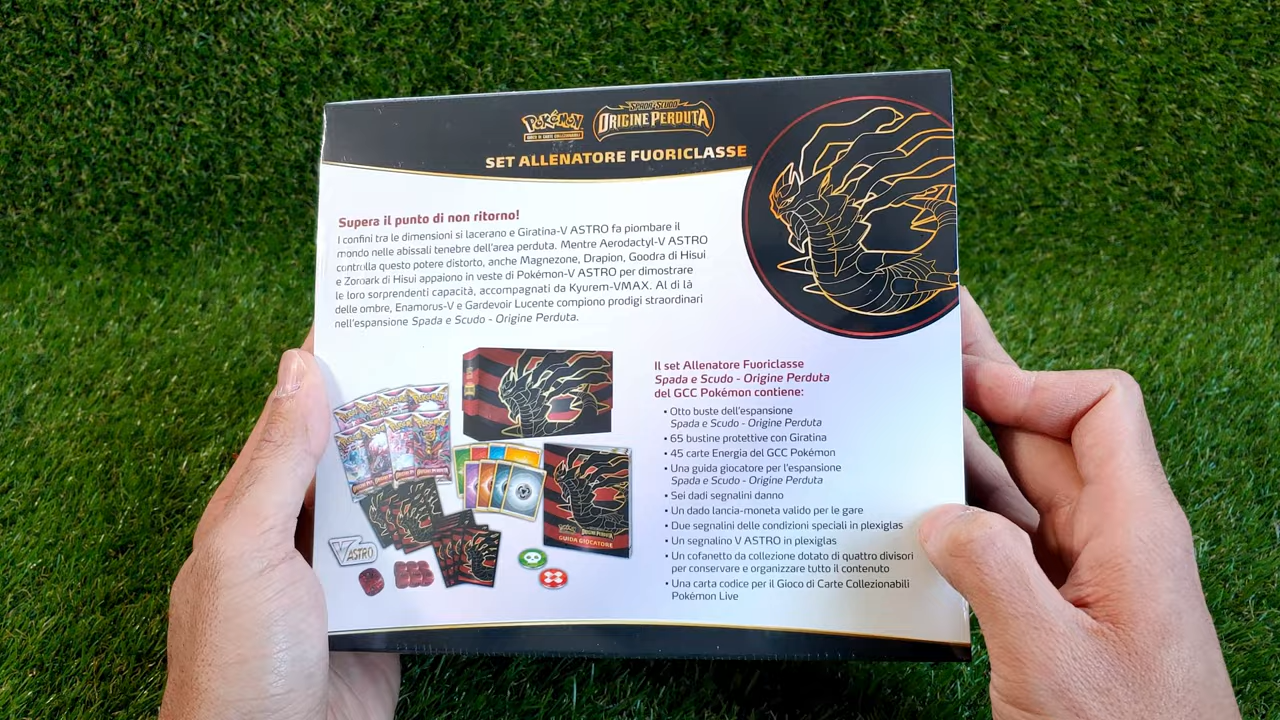 POKÉMON
GIOCO DI CARTE COLLEZIONABILI
SPADA E SCUDO
ORIGINE PERDUTA
SET ALLENATORE FUORICLASSE
Supera il punto di non ritorno!
I confini tra le dimensioni si lacerano e Giratina-V ASTRO fa piombare il
mondo nelle abissali tenebre dell'area perduta. Mentre Aerodactyl-V ASTRO
controlla questo potere distorto, anche Magnezone, Drapion, Goodra di Hisui
e Zoroark di Hisui appaiono in veste di Pokémon-V ASTRO per dimostrare
le loro sorprendenti capacità, accompagnati da Kyurem-VMAX. Al di là
delle ombre, Enamorus-V e Gardevoir Lucente compiono prodigi straordinari
nell'espansione Spada e Scudo - Origine Perduta.
Il set Allenatore Fuoriclasse
Spada e Scudo - Origine Perduta
del GCC Pokémon contiene:
• Otto buste dell'espansione
Spada e Scudo - Origine Perduta
• 65 bustine protettive con Giratina
• 45 carte Energia del GCC Pokémon
• Una guida giocatore per l'espansione
Spada e Scudo - Origine Perduta
• Sei dadi segnalini danno
• Un dado lancia-moneta valido per le gare
• Due segnalini delle condizioni speciali in plexiglas
• Un segnalino V ASTRO in plexiglas
• Un cofanetto da collezione dotato di quattro divisori
per conservare e organizzare tutto il contenuto
• Una carta codice per il Gioco di Carte Collezionabili
Pokémon Live
GUIDA GIOCATORE
V ASTRO